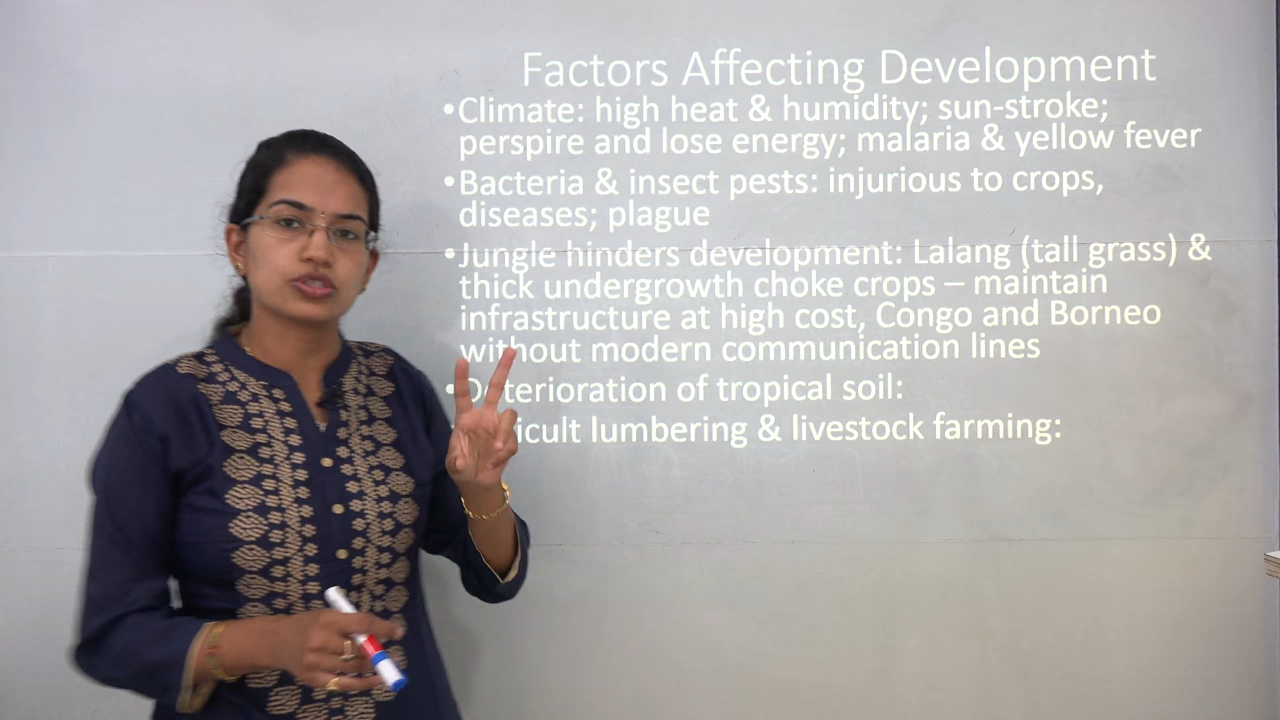 Factors Affecting Development
•Climate: high heat & humidity; sun-stroke;
perspire and lose energy; malaria & yellow fever
•Bacteria & insect pests: injurious to crops,
diseases; plague
•Jungle hinders development: Lalang (tall grass) &
thick undergrowth choke crops – maintain
infrastructure at high cost, Congo and Borneo
without modern communication lines
•Deterioration of tropical soil:
lumbering & livestock farming: